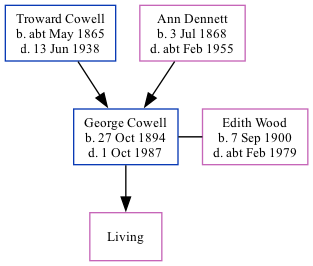 Troward Cowell
b. abt May 1865
d. 13 Jun 1938
Ann Dennett
b. 3 Jul 1868
d. abt Feb 1955
George Cowell
b. 27 Oct 1894
d. 1 Oct 1987
Edith Wood
b. 7 Sep 1900
d. abt Feb 1979
Living